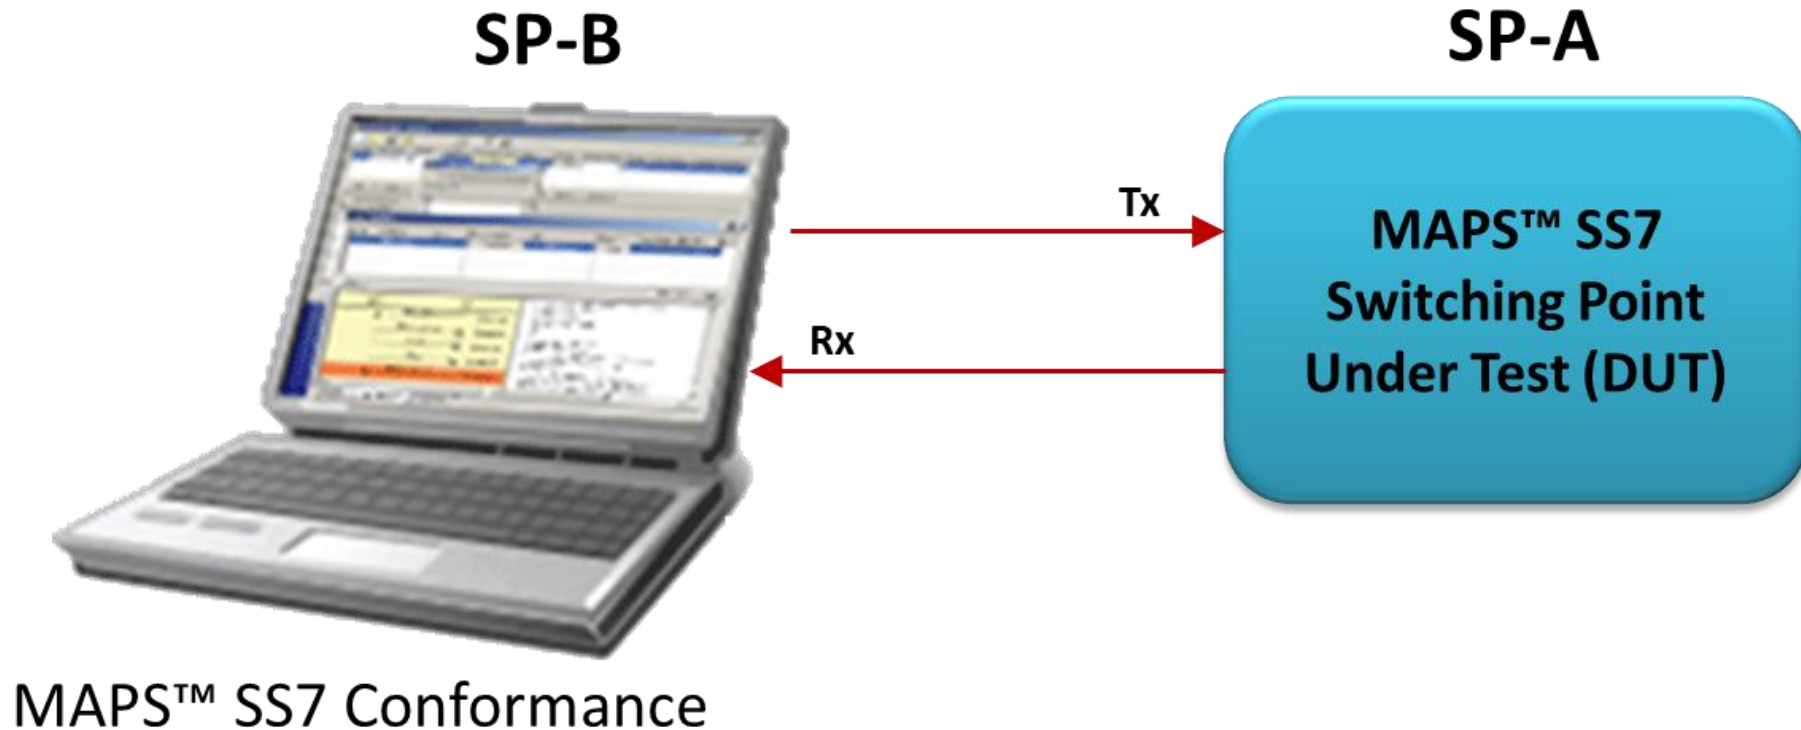 SP-B
SP-A
Tx
Rx
MAPS™ SS7
Switching Point
Under Test (DUT)
MAPS™ SS7 Conformance